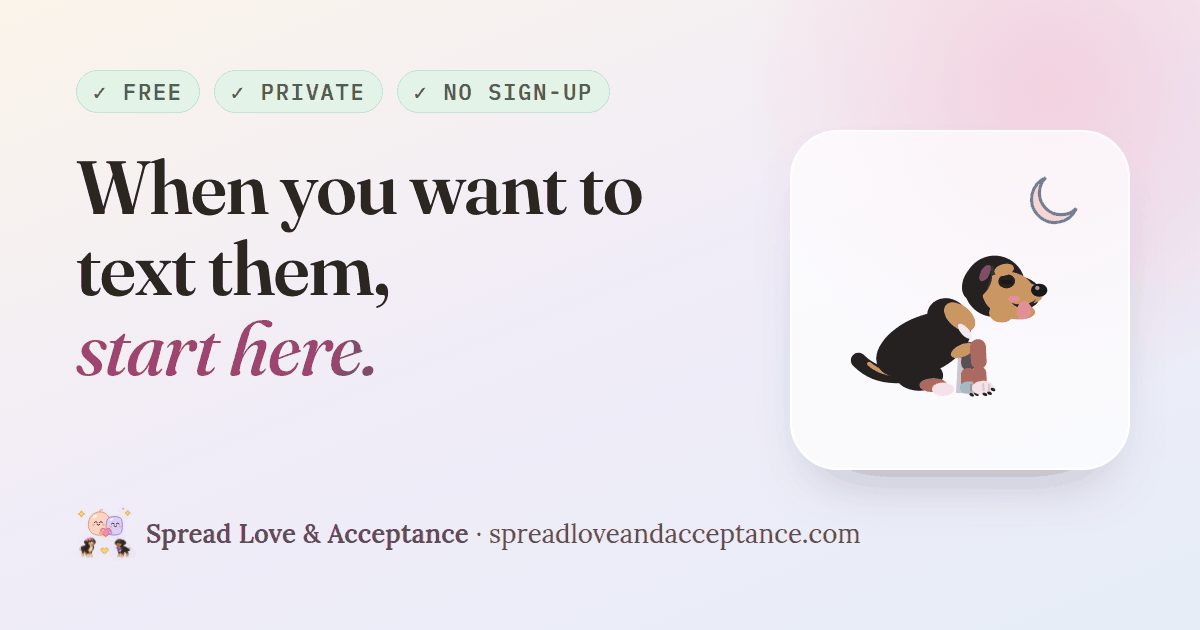 ✓ FREE ✓ PRIVATE ✓ NO SIGN-UP
When you want to
text them,
start here.
Spread Love & Acceptance · spreadloveandacceptance.com